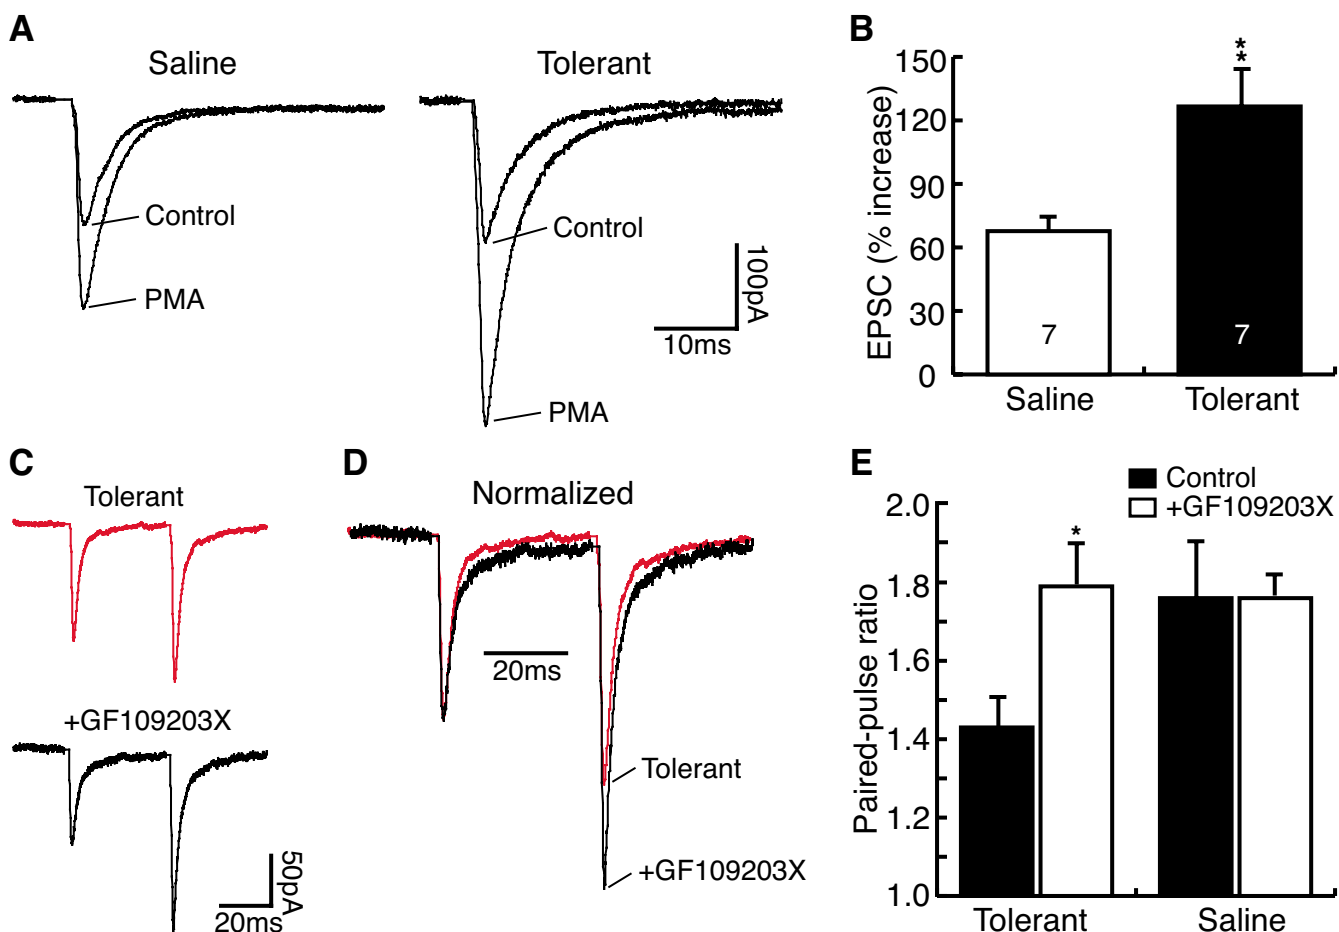 A
Saline
Tolerant
Control
PMA
Control
PMA
100pA
10ms
B
**
EPSC (% increase)
150
120
90
60
30
0
7
7
Saline
Tolerant
C
Tolerant
+GF109203X
50pA
20ms
D
Normalized
20ms
Tolerant
+GF109203X
E
Control
+GF109203X
Paired-pulse ratio
2.0
1.8
1.6
1.4
1.2
1.0
*
Tolerant
Saline